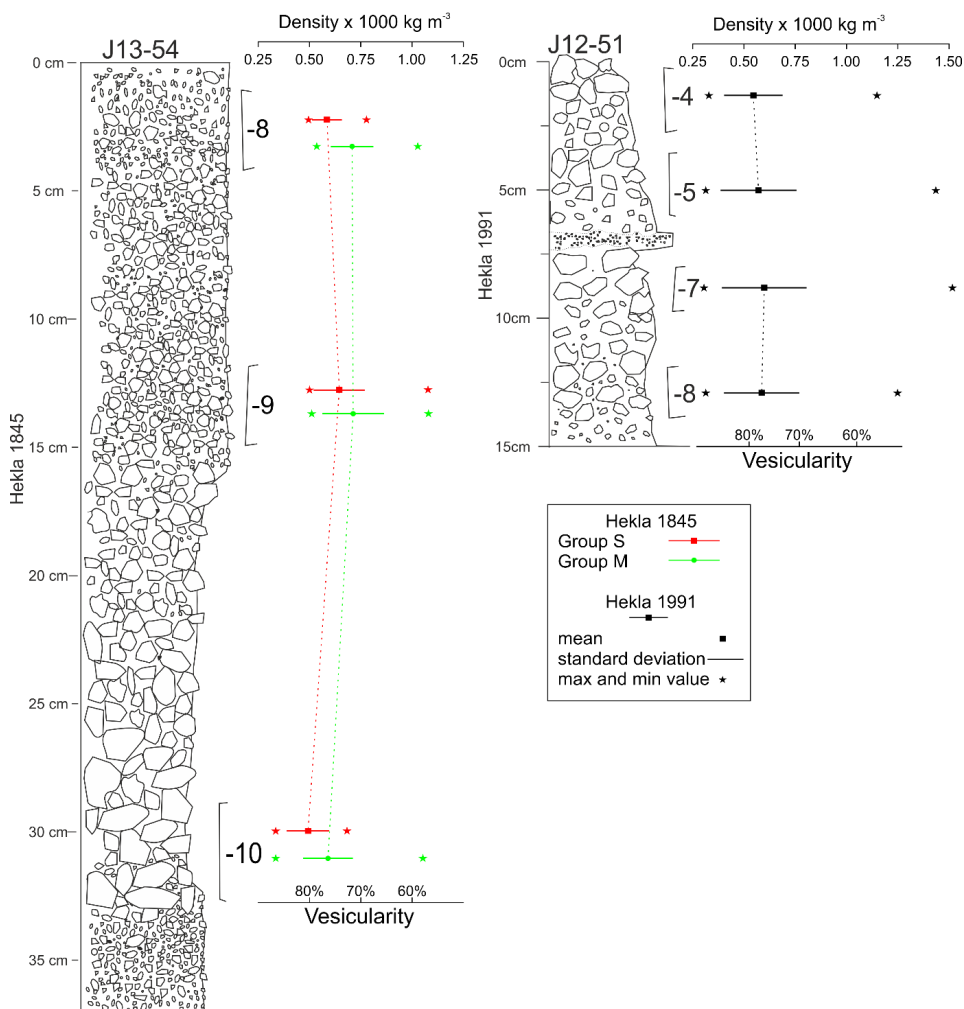 Density x 1000 kg m-3
0.25 0.50 0.75 1.00 1.25
J13-54
0 cm
5 cm
10 cm
15 cm
20 cm
25 cm
30 cm
35 cm
Hekla 1845
-8
-9
-10
80% 70% 60%
Vesicularity
Density x 1000 kg m-3
0.25 0.50 0.75 1.00 1.25 1.50
J12-51
0cm
5cm
10cm
15cm
Hekla 1991
-4
-5
-7
-8
80% 70% 60%
Vesicularity
Hekla 1845
Group S
Group M
Hekla 1991
mean
standard deviation
max and min value